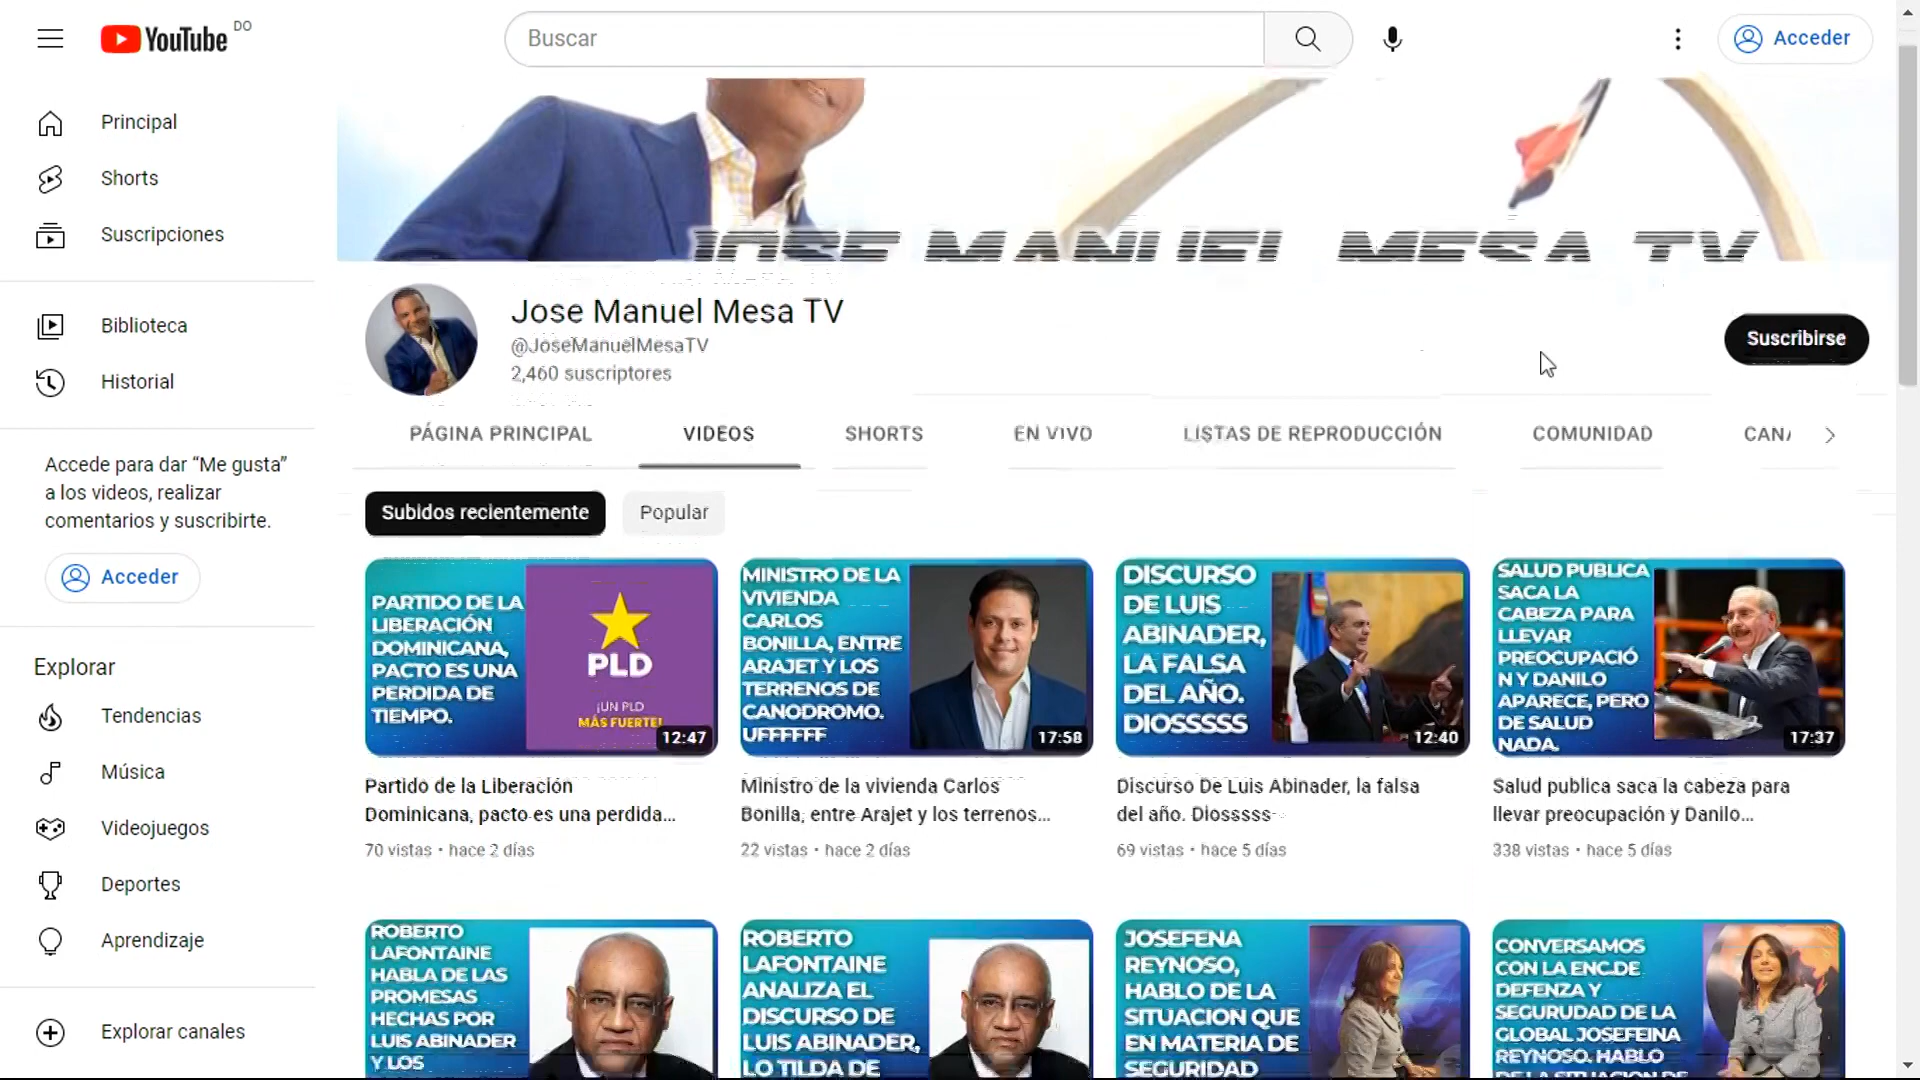 YouTube DO
Buscar
Acceder
Principal
Shorts
Suscripciones
Biblioteca
Historial
Accede para dar “Me gusta”
a los videos, realizar
comentarios y suscribirte.
Acceder
Explorar
Tendencias
Música
Videojuegos
Deportes
Aprendizaje
Explorar canales
JOSE MANUEL MESA TV
Jose Manuel Mesa TV
@JoseManuelMesaTV
2,460 suscriptores
Suscribirse
PÁGINA PRINCIPAL
VIDEOS
SHORTS
EN VIVO
LISTAS DE REPRODUCCIÓN
COMUNIDAD
Subidos recientemente
Popular
PARTIDO DE LA
LIBERACIÓN
DOMINICANA,
PACTO ES UNA
PERDIDA DE
TIEMPO.
PLD
¡UN PLD
MÁS FUERTE!
12:47
Partido de la Liberación
Dominicana, pacto es una perdida...
70 vistas • hace 2 días
MINISTRO DE LA
VIVIENDA
CARLOS
BONILLA, ENTRE
ARAJET Y LOS
TERRENOS DE
CANODROMO.
UFFFFFF
17:58
Ministro de la vivienda Carlos
Bonilla, entre Arajet y los terrenos...
22 vistas • hace 2 días
DISCURSO
DE LUIS
ABINADER,
LA FALSA
DEL AÑO.
DIOSSSSS
12:40
Discurso De Luis Abinader, la falsa
del año. Diosssss
69 vistas • hace 5 días
SALUD PUBLICA
SACA LA
CABEZA PARA
LLEVAR
PREOCUPACIÓ
N Y DANILO
APARECE, PERO
DE SALUD
NADA.
17:37
Salud publica saca la cabeza para
llevar preocupación y Danilo...
338 vistas • hace 5 días
ROBERTO
LAFONTAINE
HABLA DE LAS
PROMESAS
HECHAS POR
LUIS ABINADER
Y LOS
ROBERTO
LAFONTAINE
ANALIZA EL
DISCURSO DE
LUIS ABINADER,
LO TILDA DE
JOSEFENA
REYNOSO,
HABLO DE LA
SITUACION QUE
EN MATERIA DE
SEGURIDAD
CONVERSAMOS
CON LA ENC.DE
DEFENZA Y
SEGURUDAD DE LA
GLOBAL JOSEFEINA
REYNOSO. HABLO
DE LA SITUACION DE